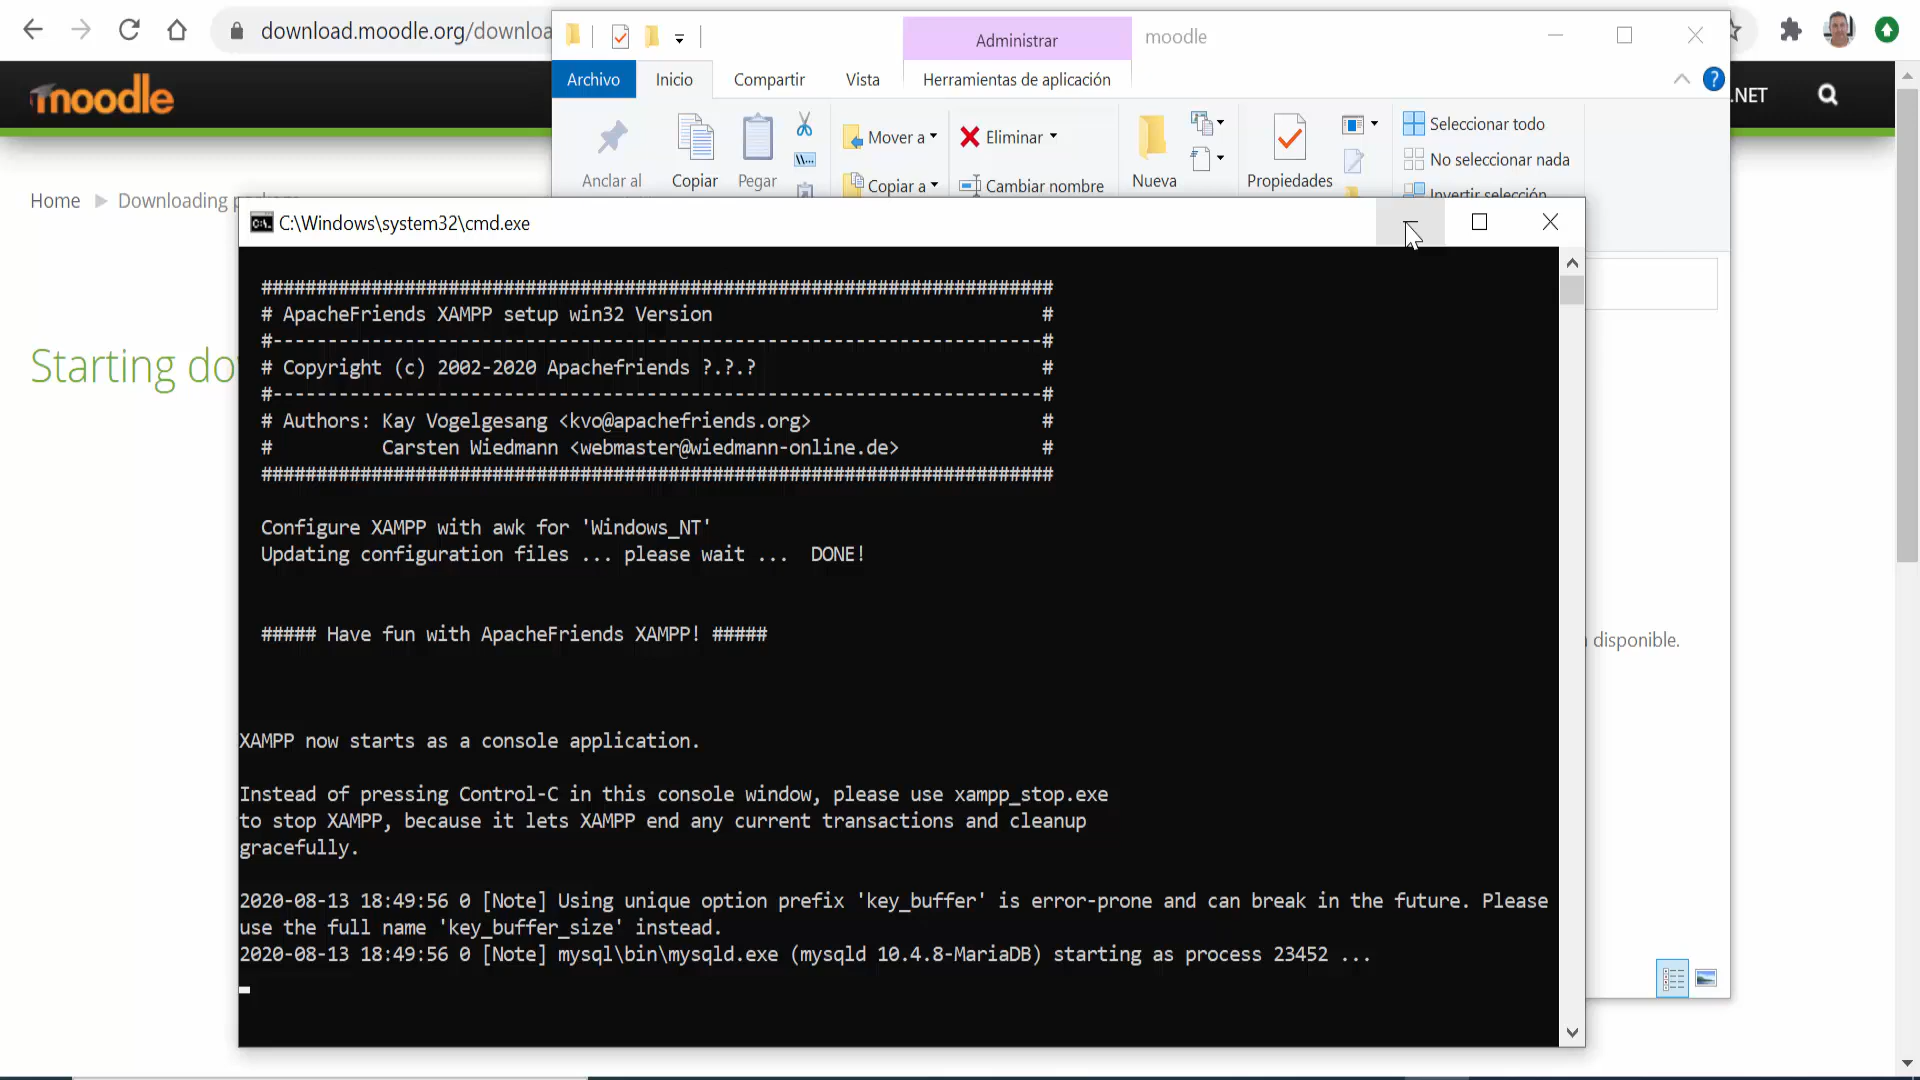 download.moodle.org/downloa
moodle
.NET
Home
Downloading
Starting do
Administrar
moodle
Archivo
Inicio
Compartir
Vista
Herramientas de aplicación
?
Anclar al
Copiar
Pegar
Mover a
Copiar a
Eliminar
Cambiar nombre
Nueva
Propiedades
Seleccionar todo
No seleccionar nada
Invertir selección
disponible.
C:\Windows\system32\cmd.exe
########################################################################
# ApacheFriends XAMPP setup win32 Version #
#----------------------------------------------------------------------#
# Copyright (c) 2002-2020 Apachefriends ?.?.? #
#----------------------------------------------------------------------#
# Authors: Kay Vogelgesang <kvo@apachefriends.org> #
# Carsten Wiedmann <webmaster@wiedmann-online.de> #
########################################################################
Configure XAMPP with awk for 'Windows_NT'
Updating configuration files ... please wait ... DONE!
##### Have fun with ApacheFriends XAMPP! #####
XAMPP now starts as a console application.
Instead of pressing Control-C in this console window, please use xampp_stop.exe
to stop XAMPP, because it lets XAMPP end any current transactions and cleanup
gracefully.
2020-08-13 18:49:56 0 [Note] Using unique option prefix 'key_buffer' is error-prone and can break in the future. Please
use the full name 'key_buffer_size' instead.
2020-08-13 18:49:56 0 [Note] mysql\bin\mysqld.exe (mysqld 10.4.8-MariaDB) starting as process 23452 ...